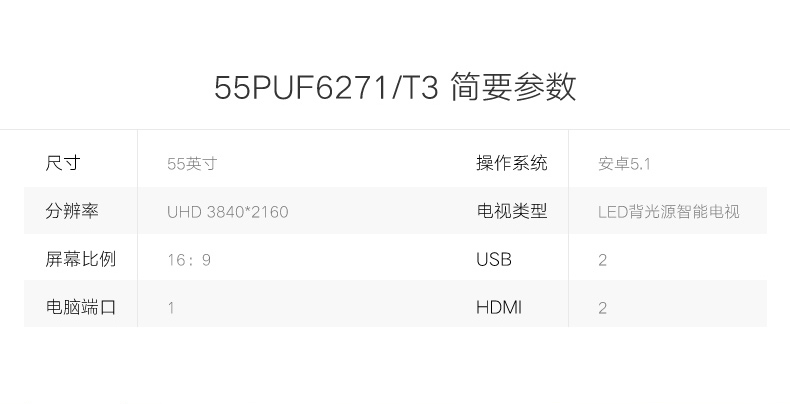 55PUF6271/T3 简要参数
尺寸 55英寸 操作系统 安卓5.1
分辨率 UHD 3840*2160 电视类型 LED背光源智能电视
屏幕比例 16：9 USB 2
电脑端口 1 HDMI 2